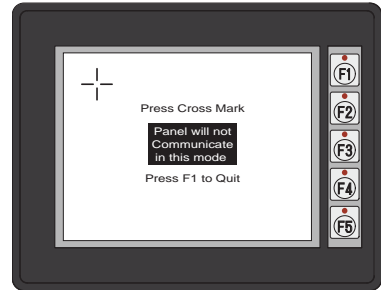 Press Cross Mark
Panel will not
Communicate
in this mode
Press F1 to Quit
F1
F2
F3
F4
F5